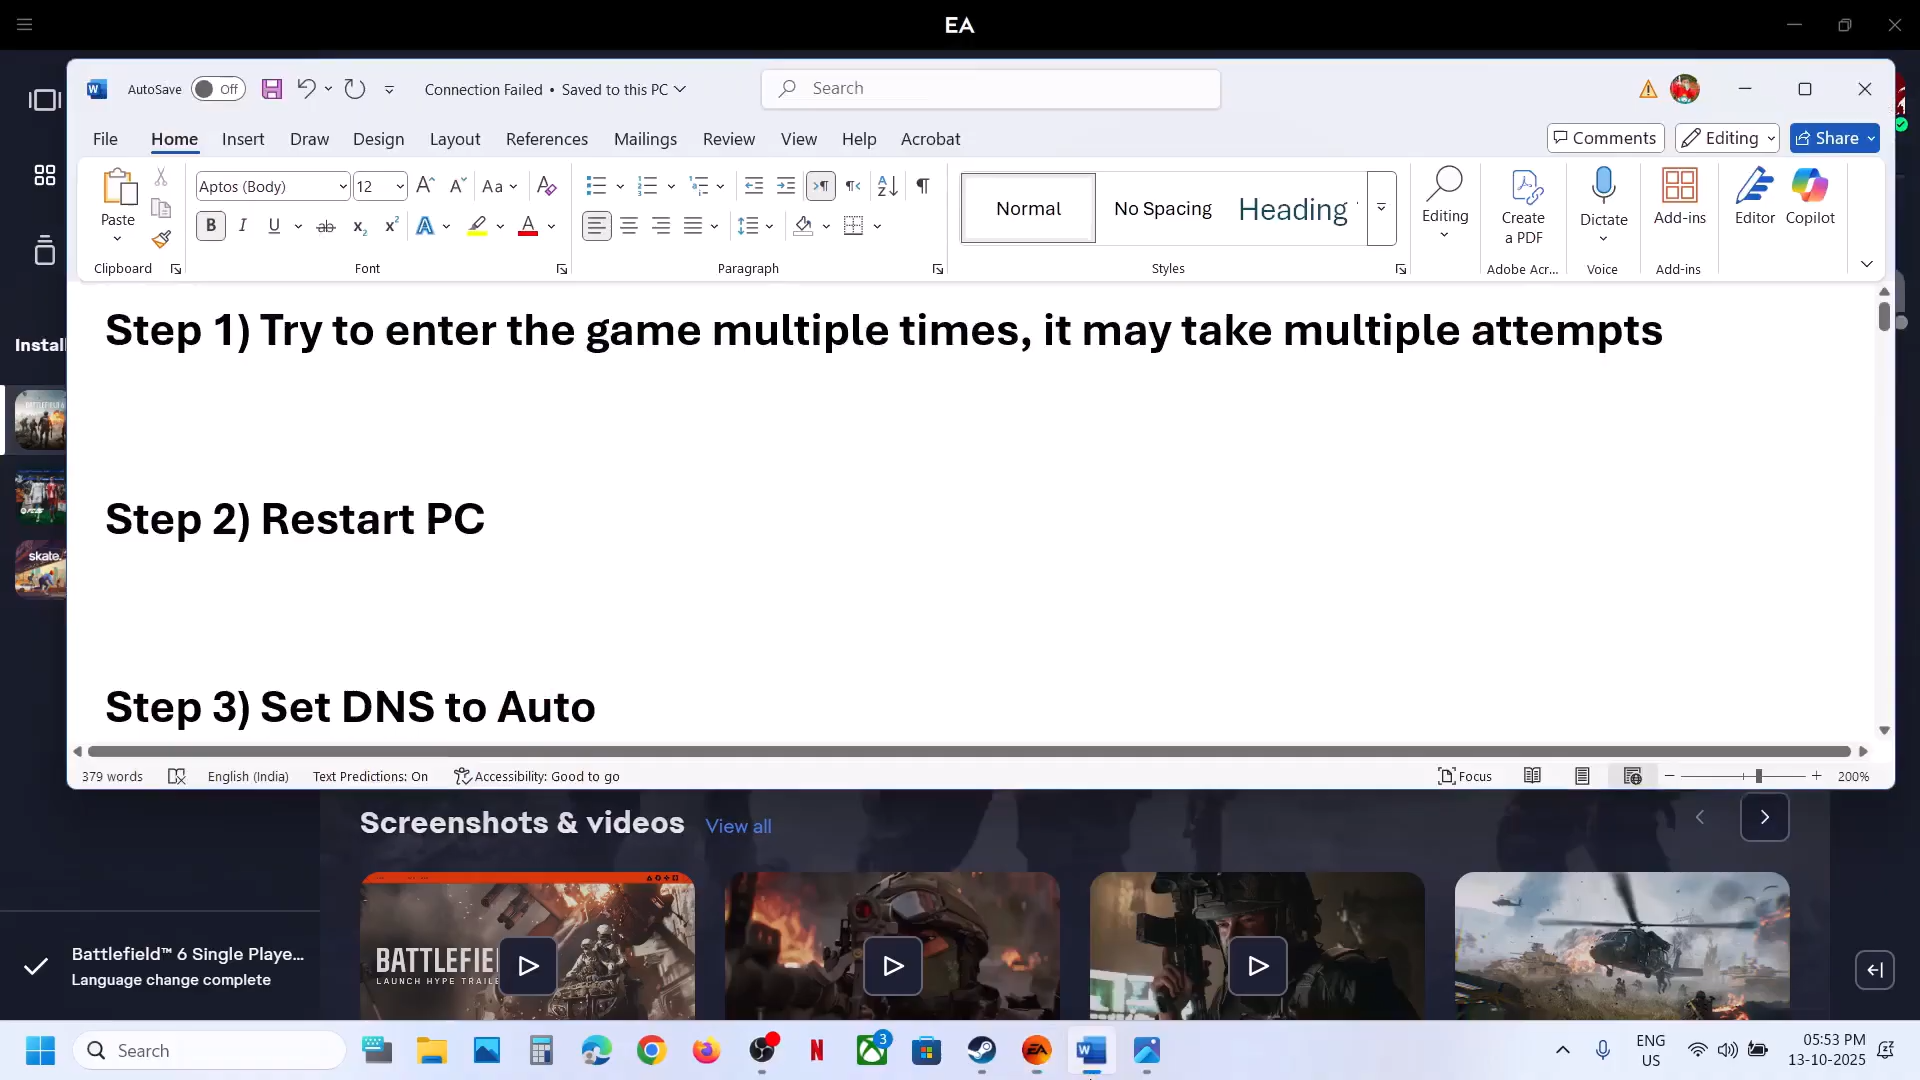 EA
AutoSave Off Connection Failed • Saved to this PC Search
File Home Insert Draw Design Layout References Mailings Review View Help Acrobat Comments Editing Share
Paste Aptos (Body) 12 Normal No Spacing Heading Editing Create a PDF Dictate Add-ins Editor Copilot
Clipboard Font Paragraph Styles Adobe Acr... Voice Add-ins
Step 1) Try to enter the game multiple times, it may take multiple attempts
Install
Step 2) Restart PC
skate.
Step 3) Set DNS to Auto
379 words English (India) Text Predictions: On Accessibility: Good to go Focus 200%
Screenshots & videos View all
Battlefield™ 6 Single Playe...
Language change complete
BATTLEFIE
LAUNCH HYPE TRAILE
Search 3 ENG 05:53 PM
US 13-10-2025